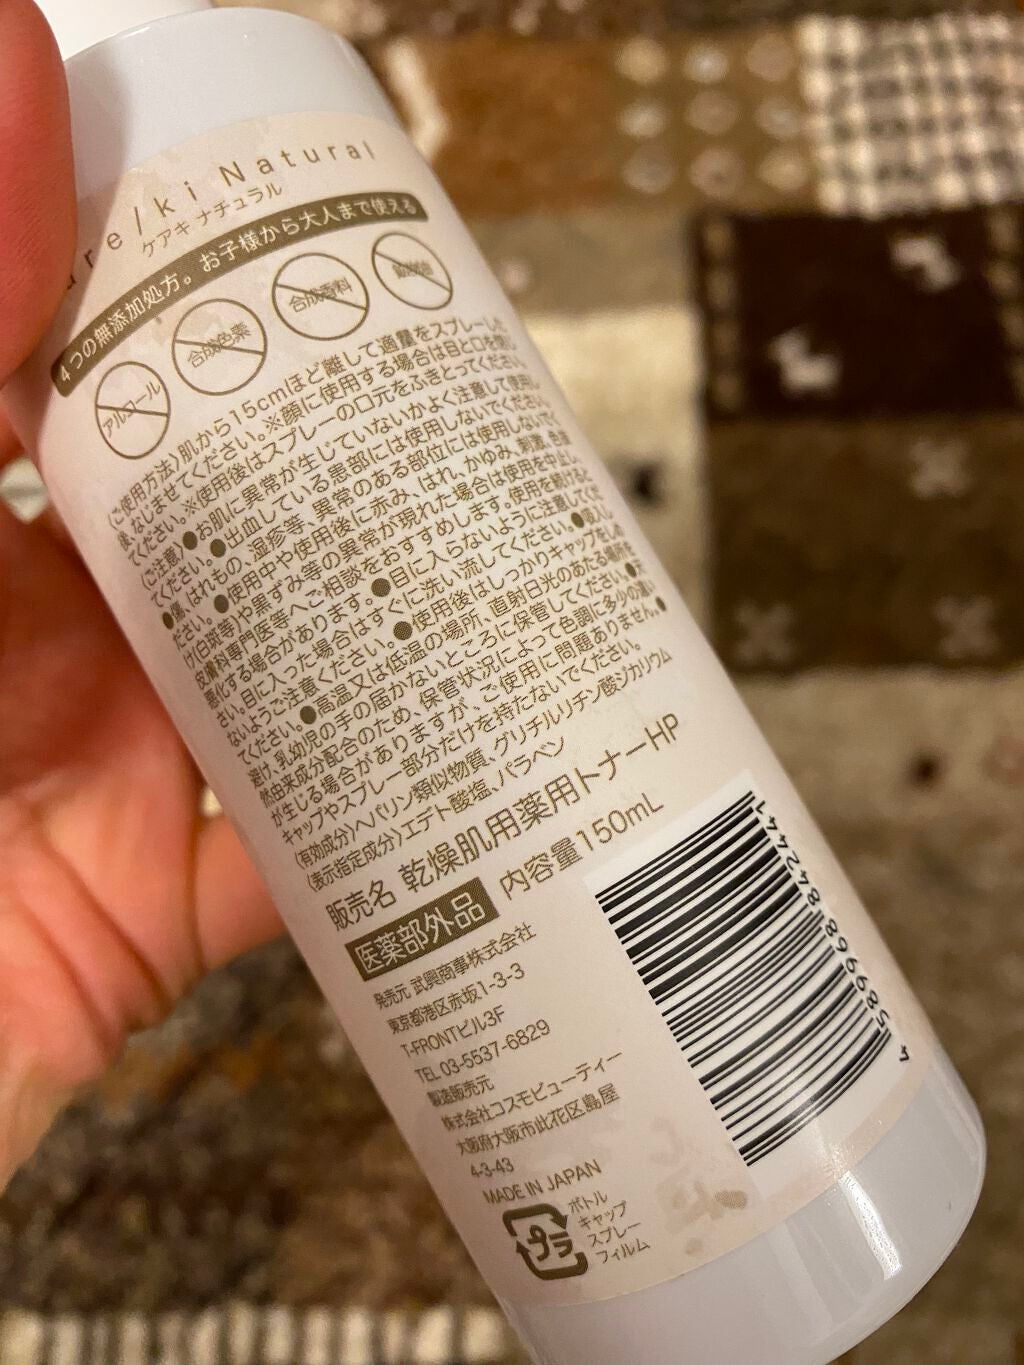 are/ki Natural
ケアキ ナチュラル
4つの無添加処方。お子様から大人まで使える
アルコール
合成色素
合成香料
鉱物油
〈ご使用方法〉肌から15cmほど離して適量をスプレーした
後、なじませてください。※顔に使用する場合は目と口を閉じ
てください。※使用後はスプレーの口元をふきとってください。
〈ご注意〉●お肌に異常が生じていないかよく注意して使用し
てください。●出血している患部には使用しないでください。
●傷、はれもの、湿疹等、異常のある部位には使用しないでく
ださい。●使用中や使用後に赤み、はれ、かゆみ、刺激、色抜
け(白斑等)や黒ずみ等の異常が現れた場合は使用を中止し、
皮膚科専門医等へご相談をおすすめします。使用を続けると
悪化する場合があります。●目に入らないように注意してくだ
さい。目に入った場合はすぐに洗い流してください。●誤入し
ないようご注意ください。●使用後はしっかりキャップをしめ
てください。●高温又は低温の場所、直射日光のあたる場所を
避け、乳幼児の手の届かないところに保管してください。●天
然由来成分配合のため、保管状況によって色調に多少の違い
が生じる場合がありますが、ご使用に問題ありません。●
キャップやスプレー部分だけを持たないでください。
〈有効成分〉ヘパリン類似物質、グリチルリチン酸ジカリウム
〈表示指定成分〉エデト酸塩、パラベン
販売名 乾燥肌用薬用トナーHP
医薬部外品 内容量150mL
発売元 武興商事株式会社
東京都港区赤坂1-3-3
T-FRONTビル3F
TEL 03-5537-6829
製造販売元
株式会社コスモビューティー
大阪府大阪市此花区島屋
4-3-43
MADE IN JAPAN
プラ
ボトル
キャップ
スプレー
フィルム